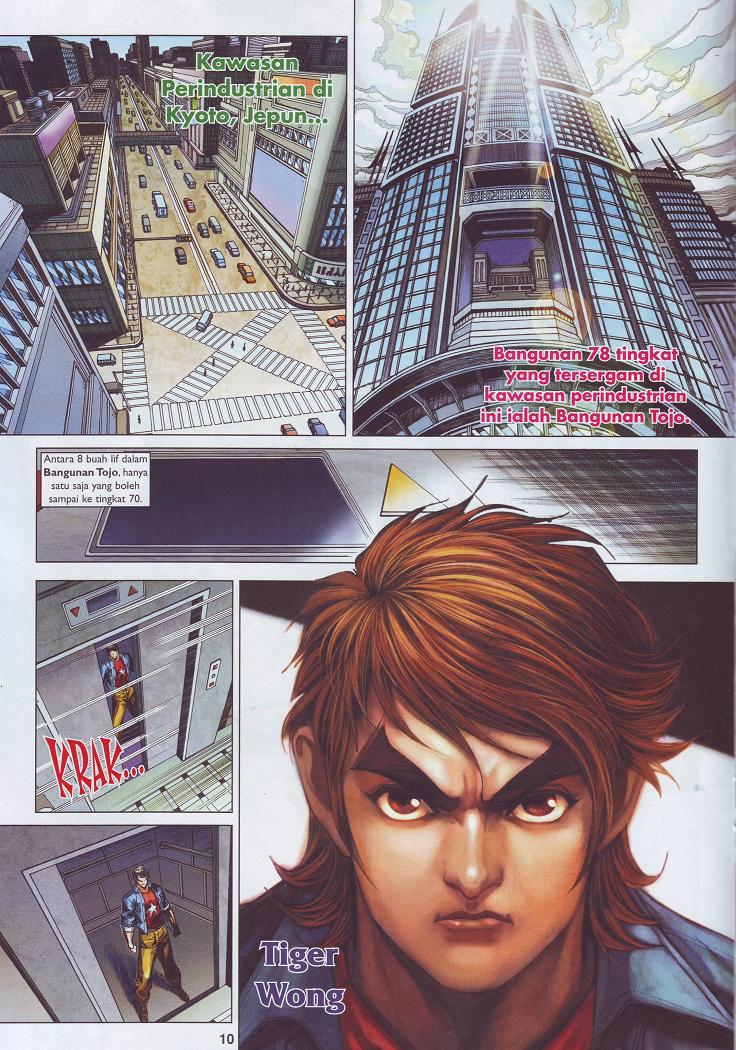 Kawasan
Perindustrian di
Kyoto, Jepun...
Bangunan 78 tingkat
yang tersergam di
kawasan perindustrian
ini ialah Bangunan Tojo.
Antara 8 buah lif dalam
Bangunan Tojo, hanya
satu saja yang boleh
sampai ke tingkat 70.
KRAK...
Tiger
Wong
10